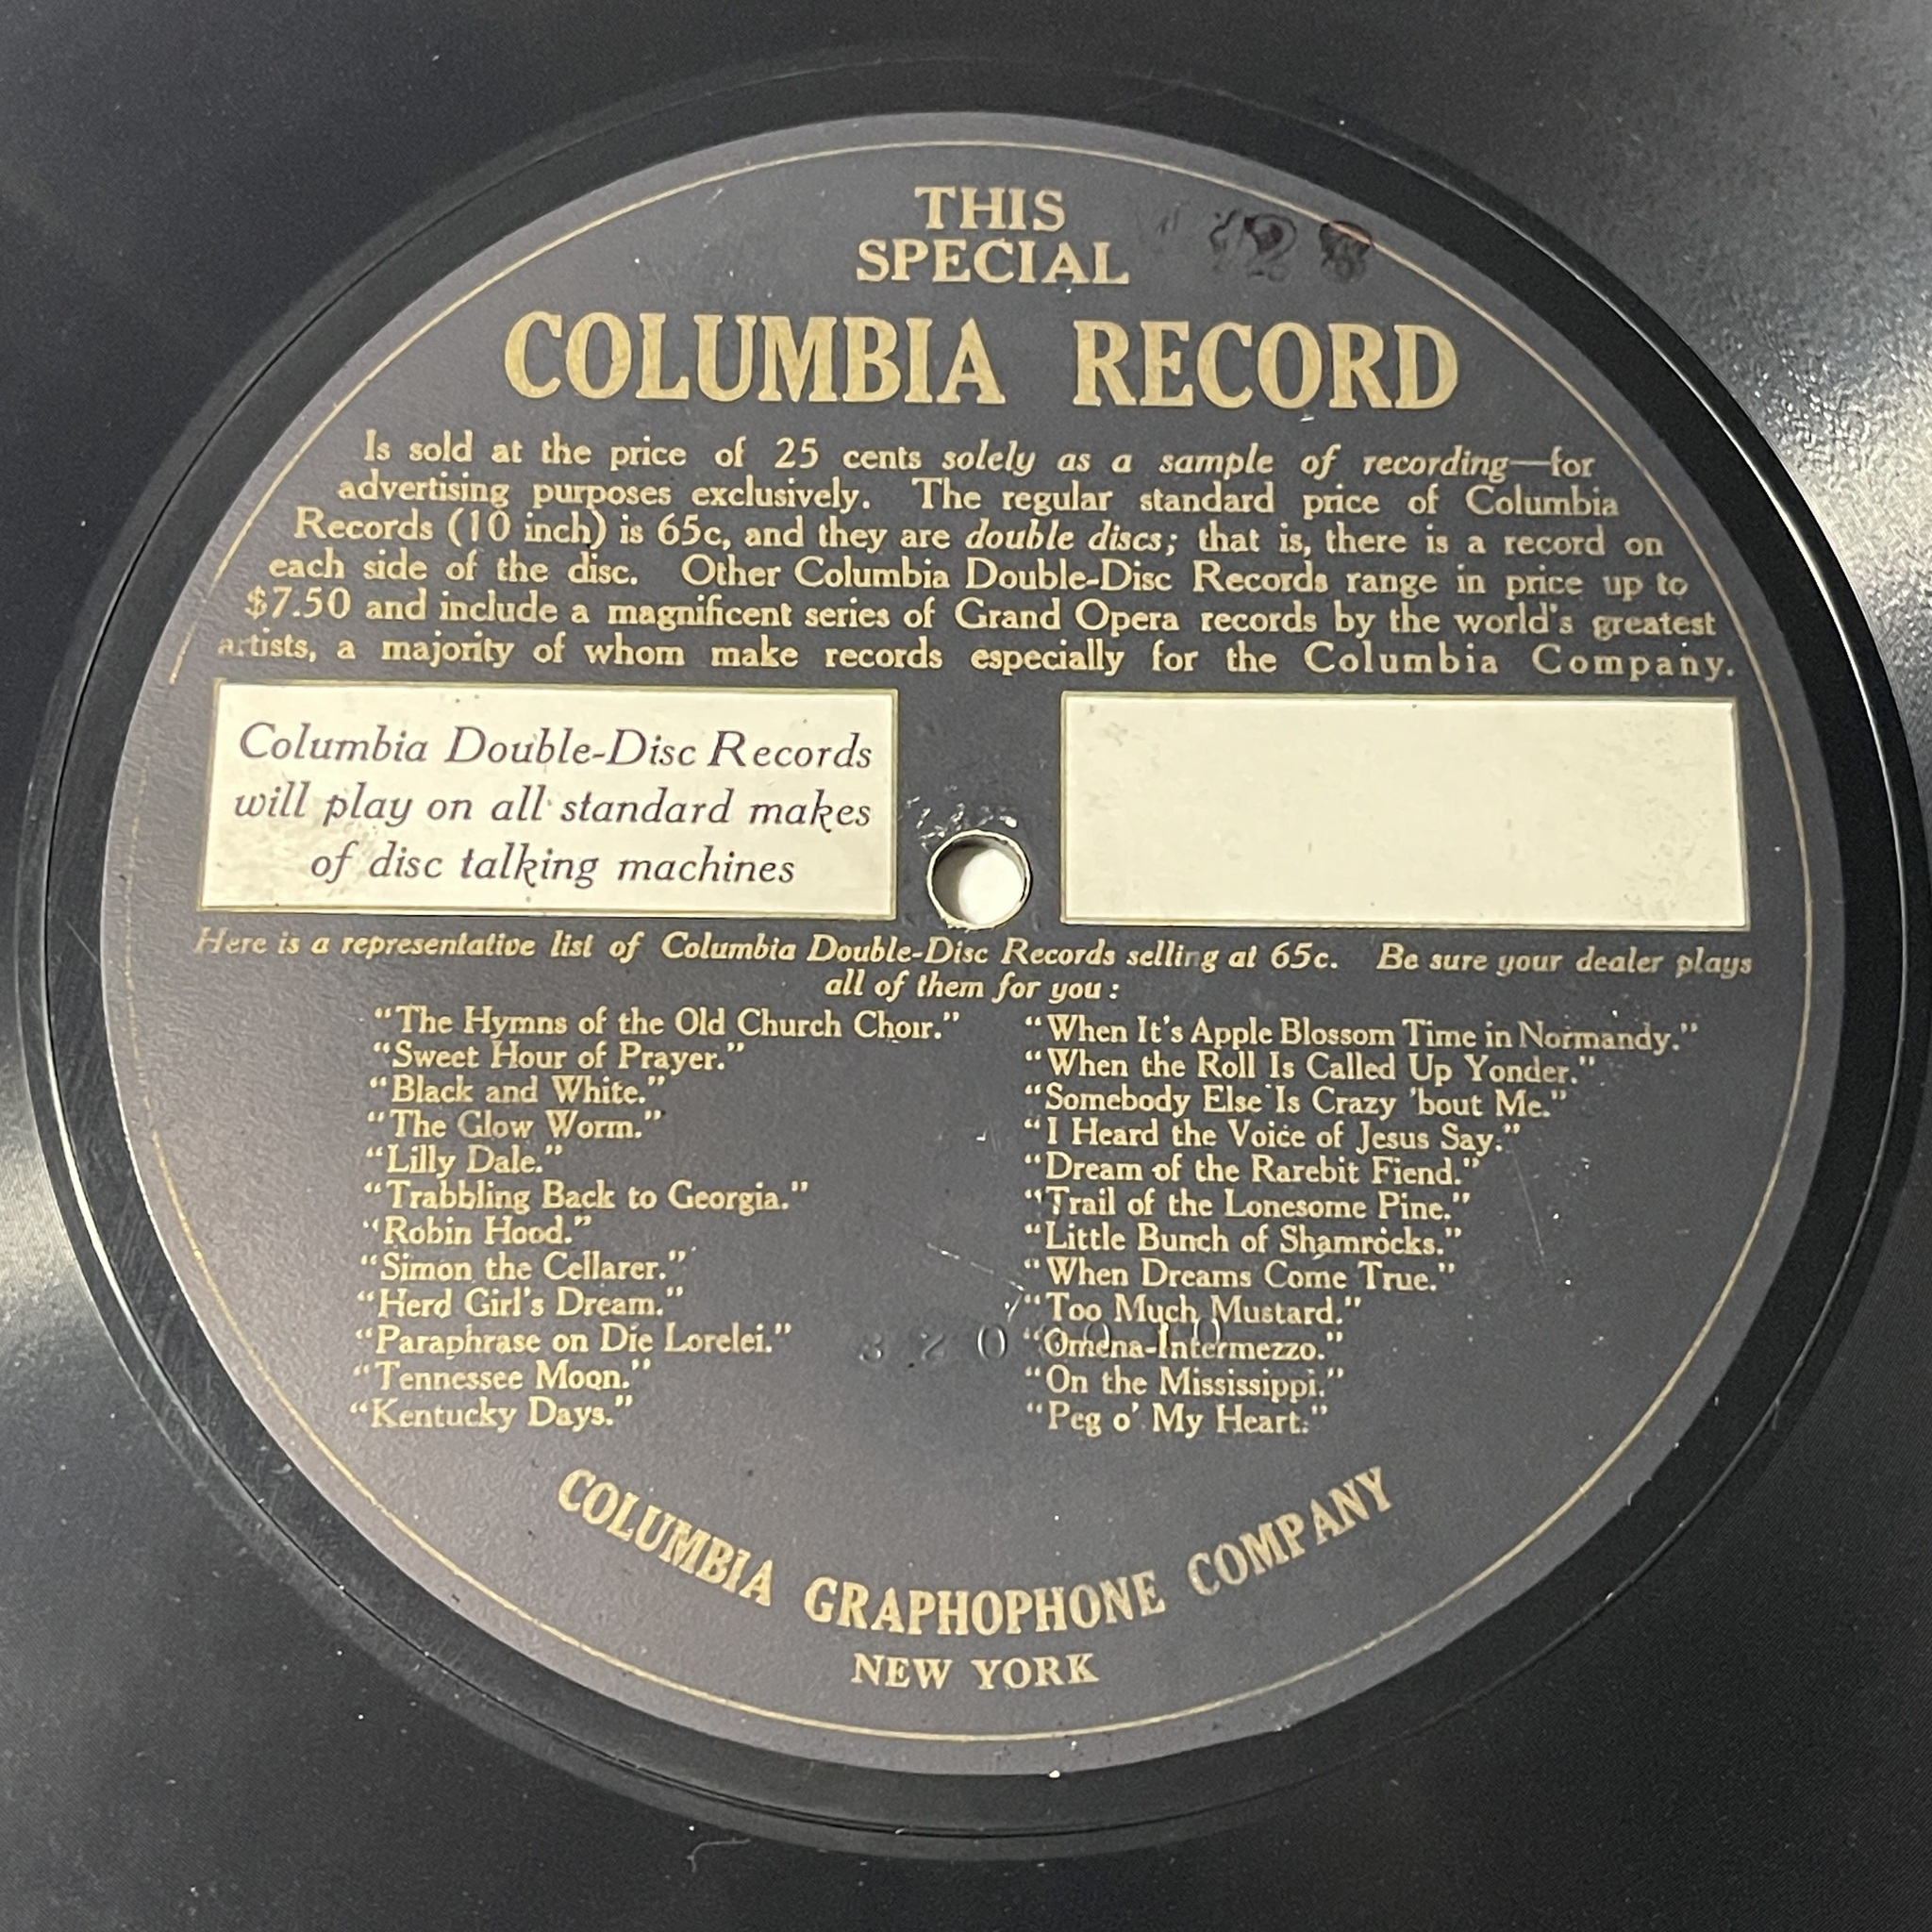 THIS
SPECIAL
COLUMBIA RECORD
Is sold at the price of 25 cents solely as a sample of recording—for
advertising purposes exclusively. The regular standard price of Columbia
Records (10 inch) is 65c, and they are double discs; that is, there is a record on
each side of the disc. Other Columbia Double-Disc Records range in price up to
$7.50 and include a magnificent series of Grand Opera records by the world's greatest
artists, a majority of whom make records especially for the Columbia Company.
Columbia Double-Disc Records
will play on all standard makes
of disc talking machines
Here is a representative list of Columbia Double-Disc Records selling at 65c. Be sure your dealer plays
all of them for you:
"The Hymns of the Old Church Choir."
"Sweet Hour of Prayer."
"Black and White."
"The Glow Worm."
"Lilly Dale."
"Trabbling Back to Georgia."
"Robin Hood."
"Simon the Cellarer."
"Herd Girl's Dream."
"Paraphrase on Die Lorelei."
"Tennessee Moon."
"Kentucky Days."
"When It's Apple Blossom Time in Normandy."
"When the Roll Is Called Up Yonder."
"Somebody Else Is Crazy 'bout Me."
"I Heard the Voice of Jesus Say."
"Dream of the Rarebit Fiend."
"Trail of the Lonesome Pine."
"Little Bunch of Shamrocks."
"When Dreams Come True."
"Too Much Mustard."
"Omena-Intermezzo."
"On the Mississippi."
"Peg o' My Heart."
COLUMBIA GRAPHOPHONE COMPANY
NEW YORK